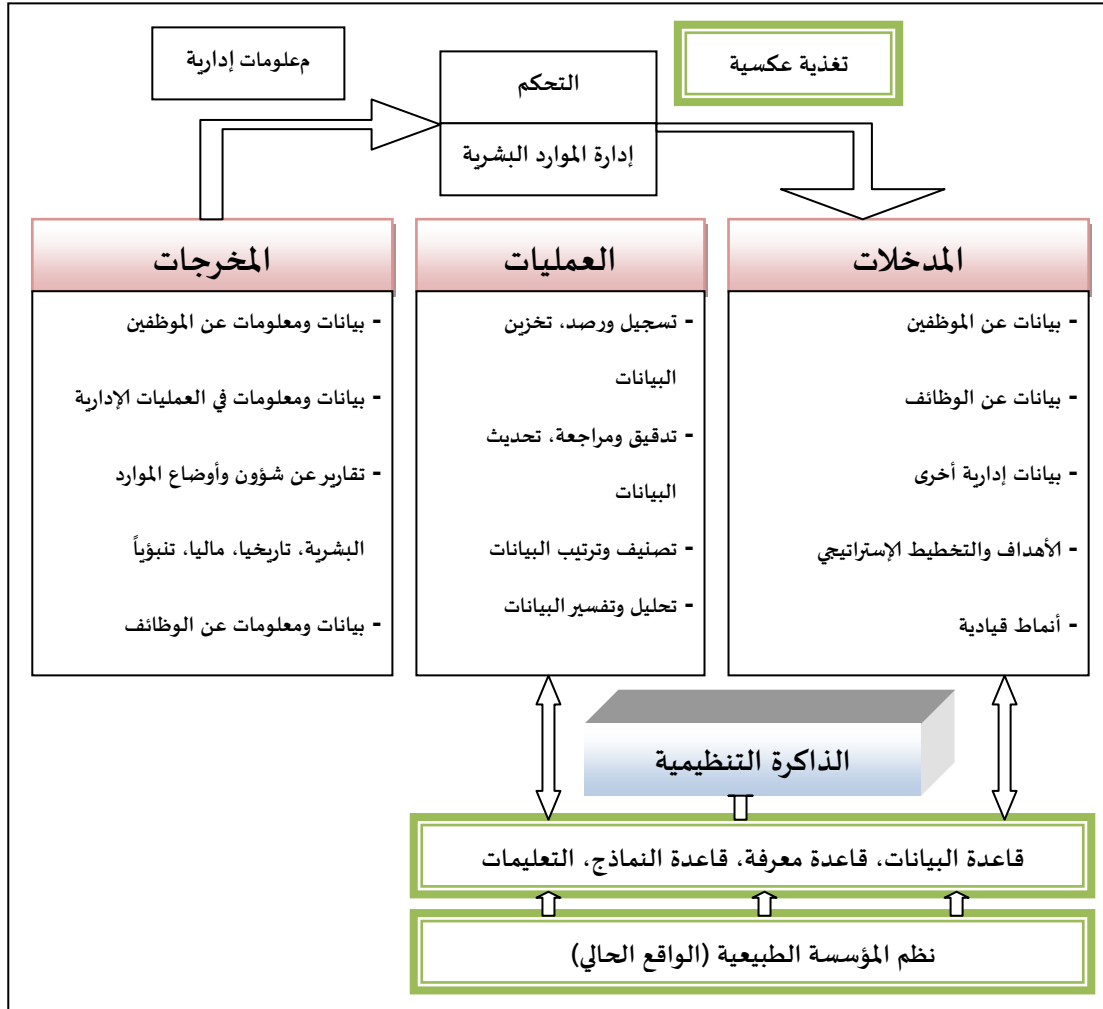 تغذية عكسية
معلومات إدارية
التحكم
إدارة الموارد البشرية
المدخلات
- بيانات عن الموظفين
- بيانات عن الوظائف
- بيانات إدارية أخرى
- الأهداف والتخطيط الإستراتيجي
- أنماط قيادية
العمليات
- تسجيل ورصد، تخزين
البيانات
- تدقيق ومراجعة، تحديث
البيانات
- تصنيف وترتيب البيانات
- تحليل وتفسير البيانات
المخرجات
- بيانات ومعلومات عن الموظفين
- بيانات ومعلومات في العمليات الإدارية
- تقارير عن شؤون وأوضاع الموارد
البشرية، تاريخيا، ماليا، تنبؤياً
- بيانات ومعلومات عن الوظائف
الذاكرة التنظيمية
قاعدة البيانات، قاعدة معرفة، قاعدة النماذج، التعليمات
نظم المؤسسة الطبيعية (الواقع الحالي)